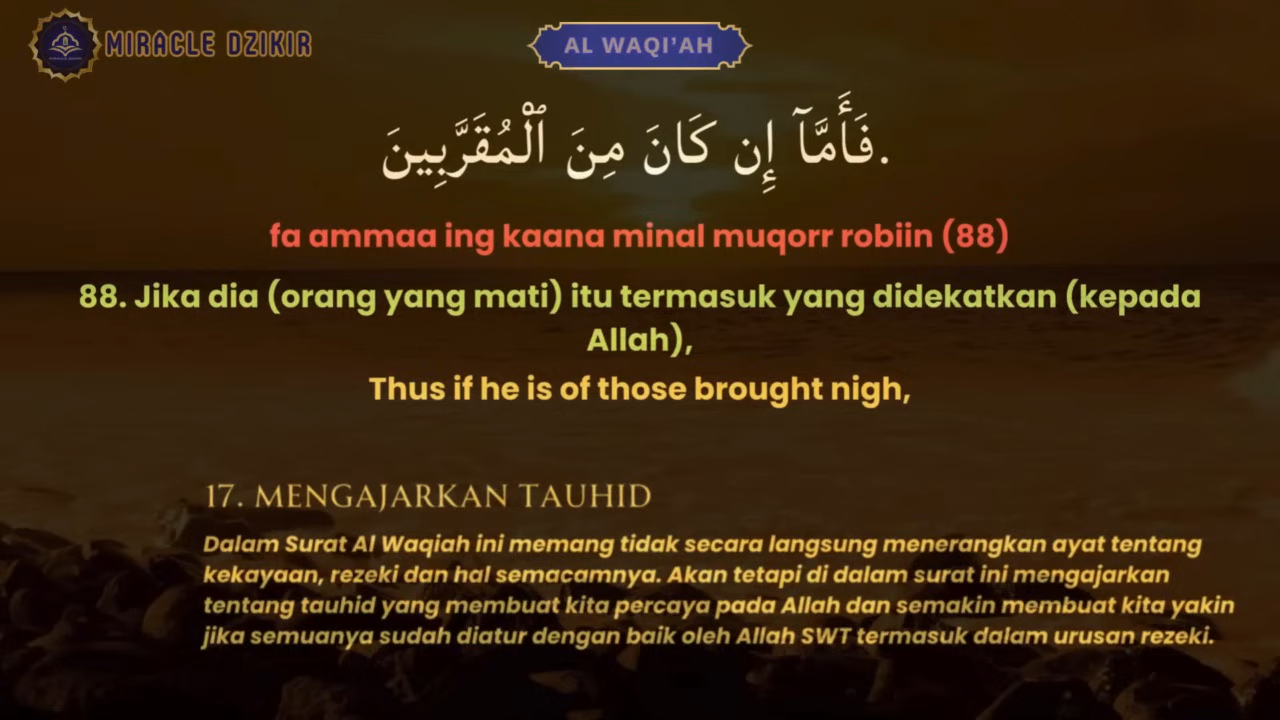 MIRACLE DZIKIR
AL WAQI'AH
فَأَمَّآ إِن كَانَ مِنَ ٱلْمُقَرَّبِينَ.
fa ammaa ing kaana minal muqorr robiin (88)
88. Jika dia (orang yang mati) itu termasuk yang didekatkan (kepada
Allah),
Thus if he is of those brought nigh,
17. MENGAJARKAN TAUHID
Dalam Surat Al Waqiah ini memang tidak secara langsung menerangkan ayat tentang
kekayaan, rezeki dan hal semacamnya. Akan tetapi di dalam surat ini mengajarkan
tentang tauhid yang membuat kita percaya pada Allah dan semakin membuat kita yakin
jika semuanya sudah diatur dengan baik oleh Allah SWT termasuk dalam urusan rezeki.